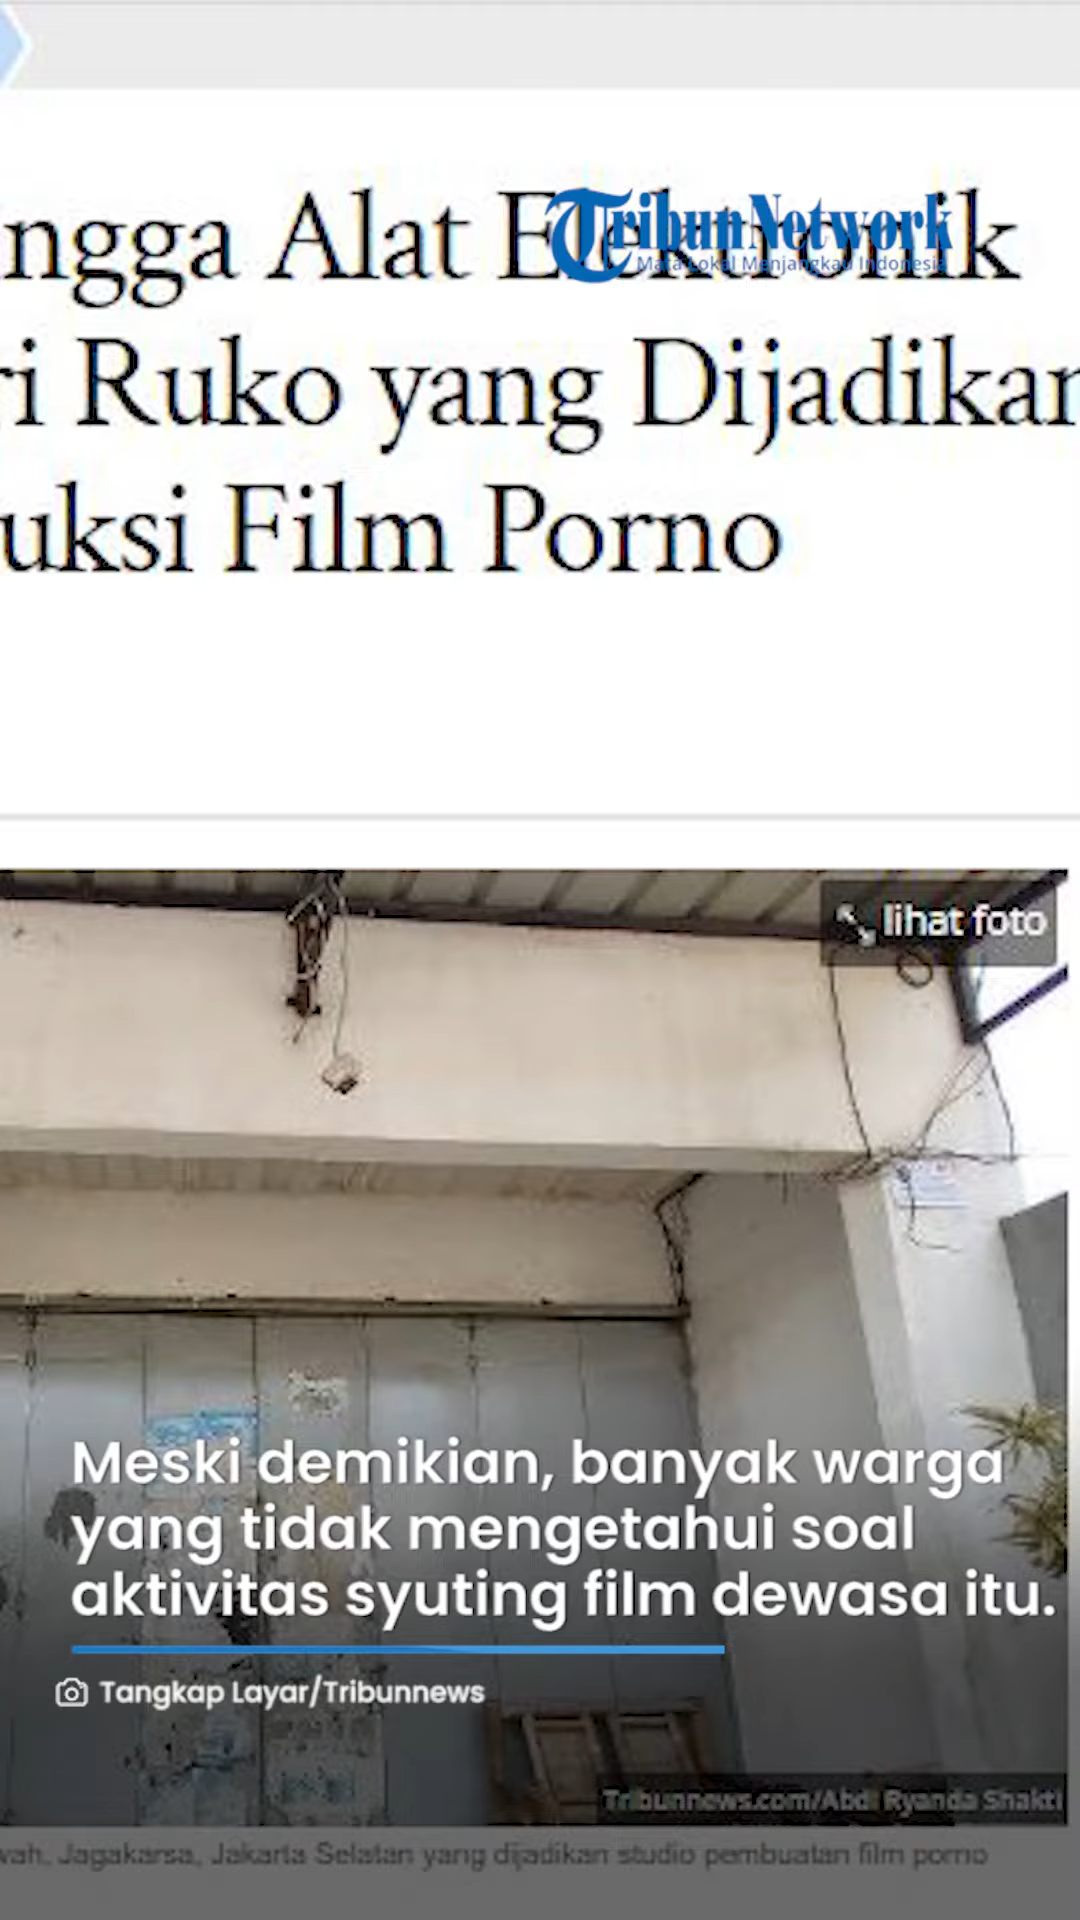 ngga Alat Elektronik
TribunNetwork
Mata Lokal Menjangkau Indonesia
ri Ruko yang Dijadikan
uksi Film Porno
lihat foto
Meski demikian, banyak warga
yang tidak mengetahui soal
aktivitas syuting film dewasa itu.
Tangkap Layar/Tribunnews
Tribunnews.com/Abdi Ryanda Shakti
wah, Jagakarsa, Jakarta Selatan yang dijadikan studio pembuatan film porno